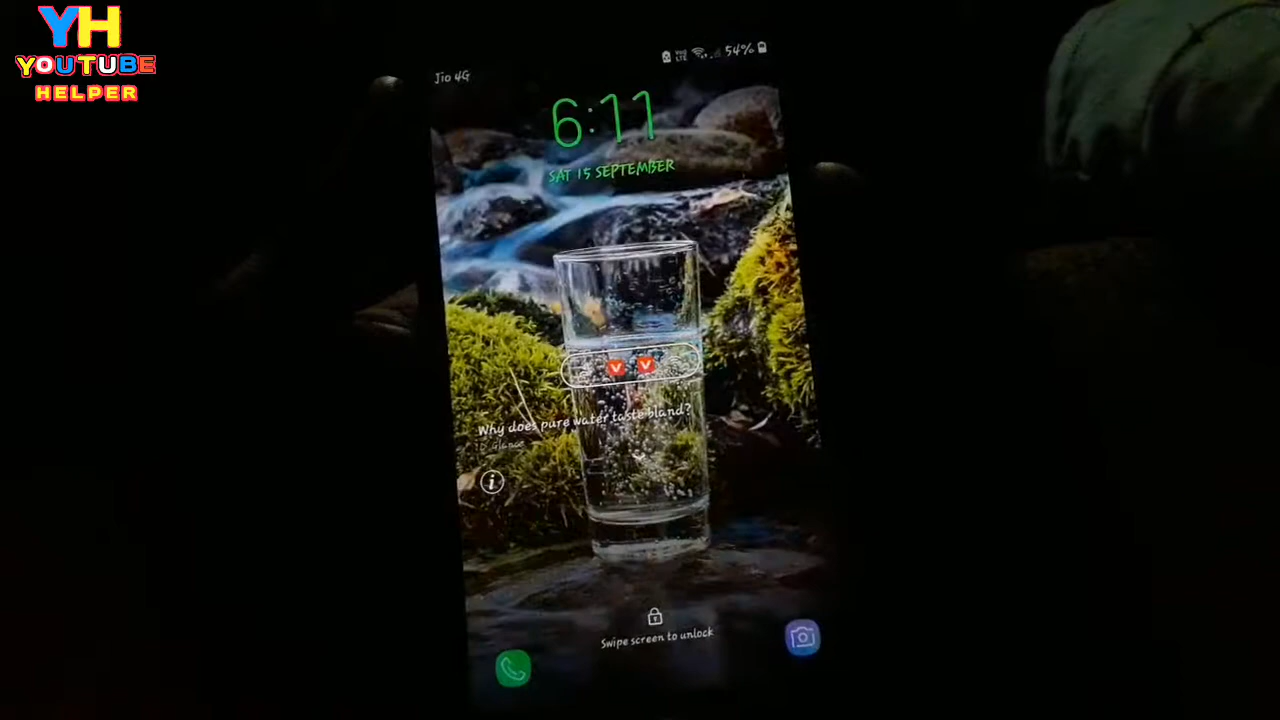 YH
YOUTUBE
HELPER
Jio 4G
54%
6:11
SAT 15 SEPTEMBER
V V
Why does pure water taste bland?
Glance
i
Swipe screen to unlock